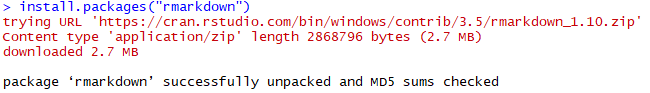 > install.packages("rmarkdown")
trying URL 'https://cran.rstudio.com/bin/windows/contrib/3.5/rmarkdown_1.10.zip'
Content type 'application/zip' length 2868796 bytes (2.7 MB)
downloaded 2.7 MB
package ‘rmarkdown’ successfully unpacked and MD5 sums checked